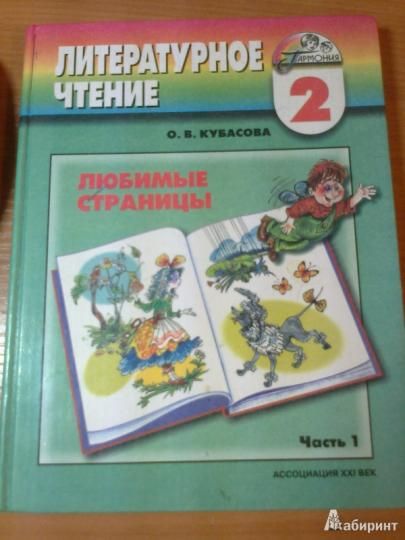 ЛИТЕРАТУРНОЕ
ЧТЕНИЕ
ГАРМОНИЯ
2
О. В. КУБАСОВА
ЛЮБИМЫЕ
СТРАНИЦЫ
Часть 1
АССОЦИАЦИЯ XXI ВЕК
Лабиринт